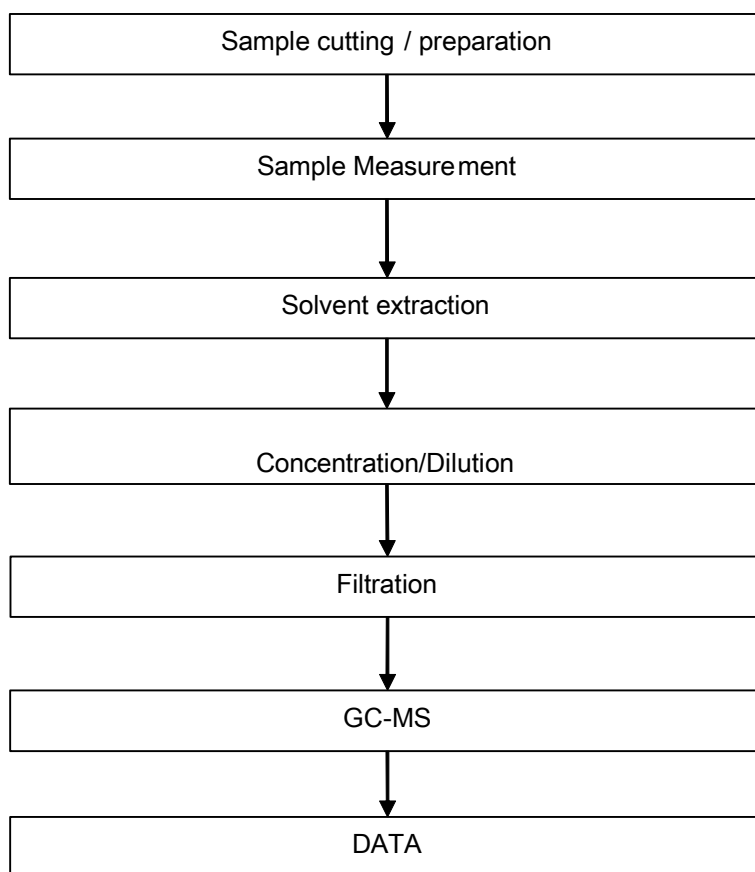 Sample cutting / preparation
Sample Measurement
Solvent extraction
Concentration/Dilution
Filtration
GC-MS
DATA